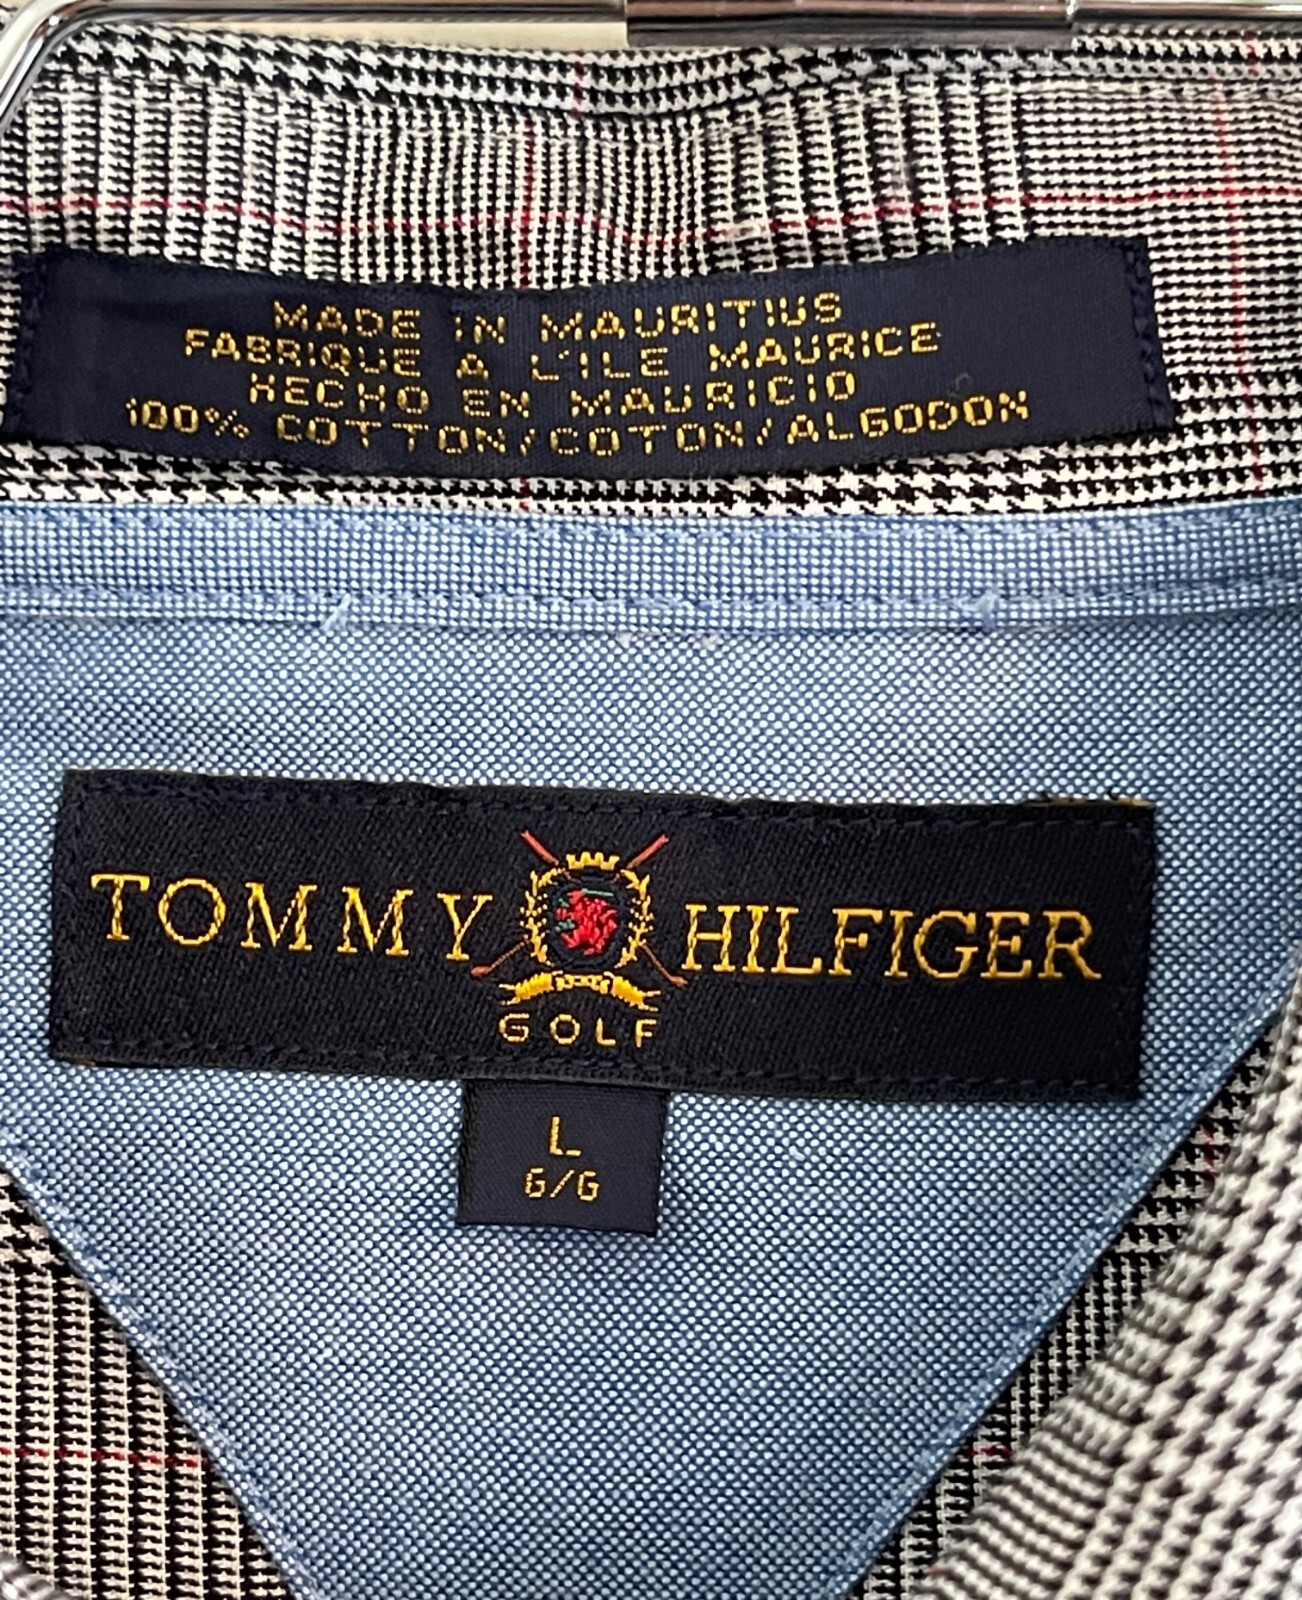 MADE IN MAURITIUS
FABRIQUE A L'ILE MAURICE
HECHO EN MAURICIO
100% COTTON/COTON/ALGODON
TOMMY HILFIGER
GOLF
L
G/G